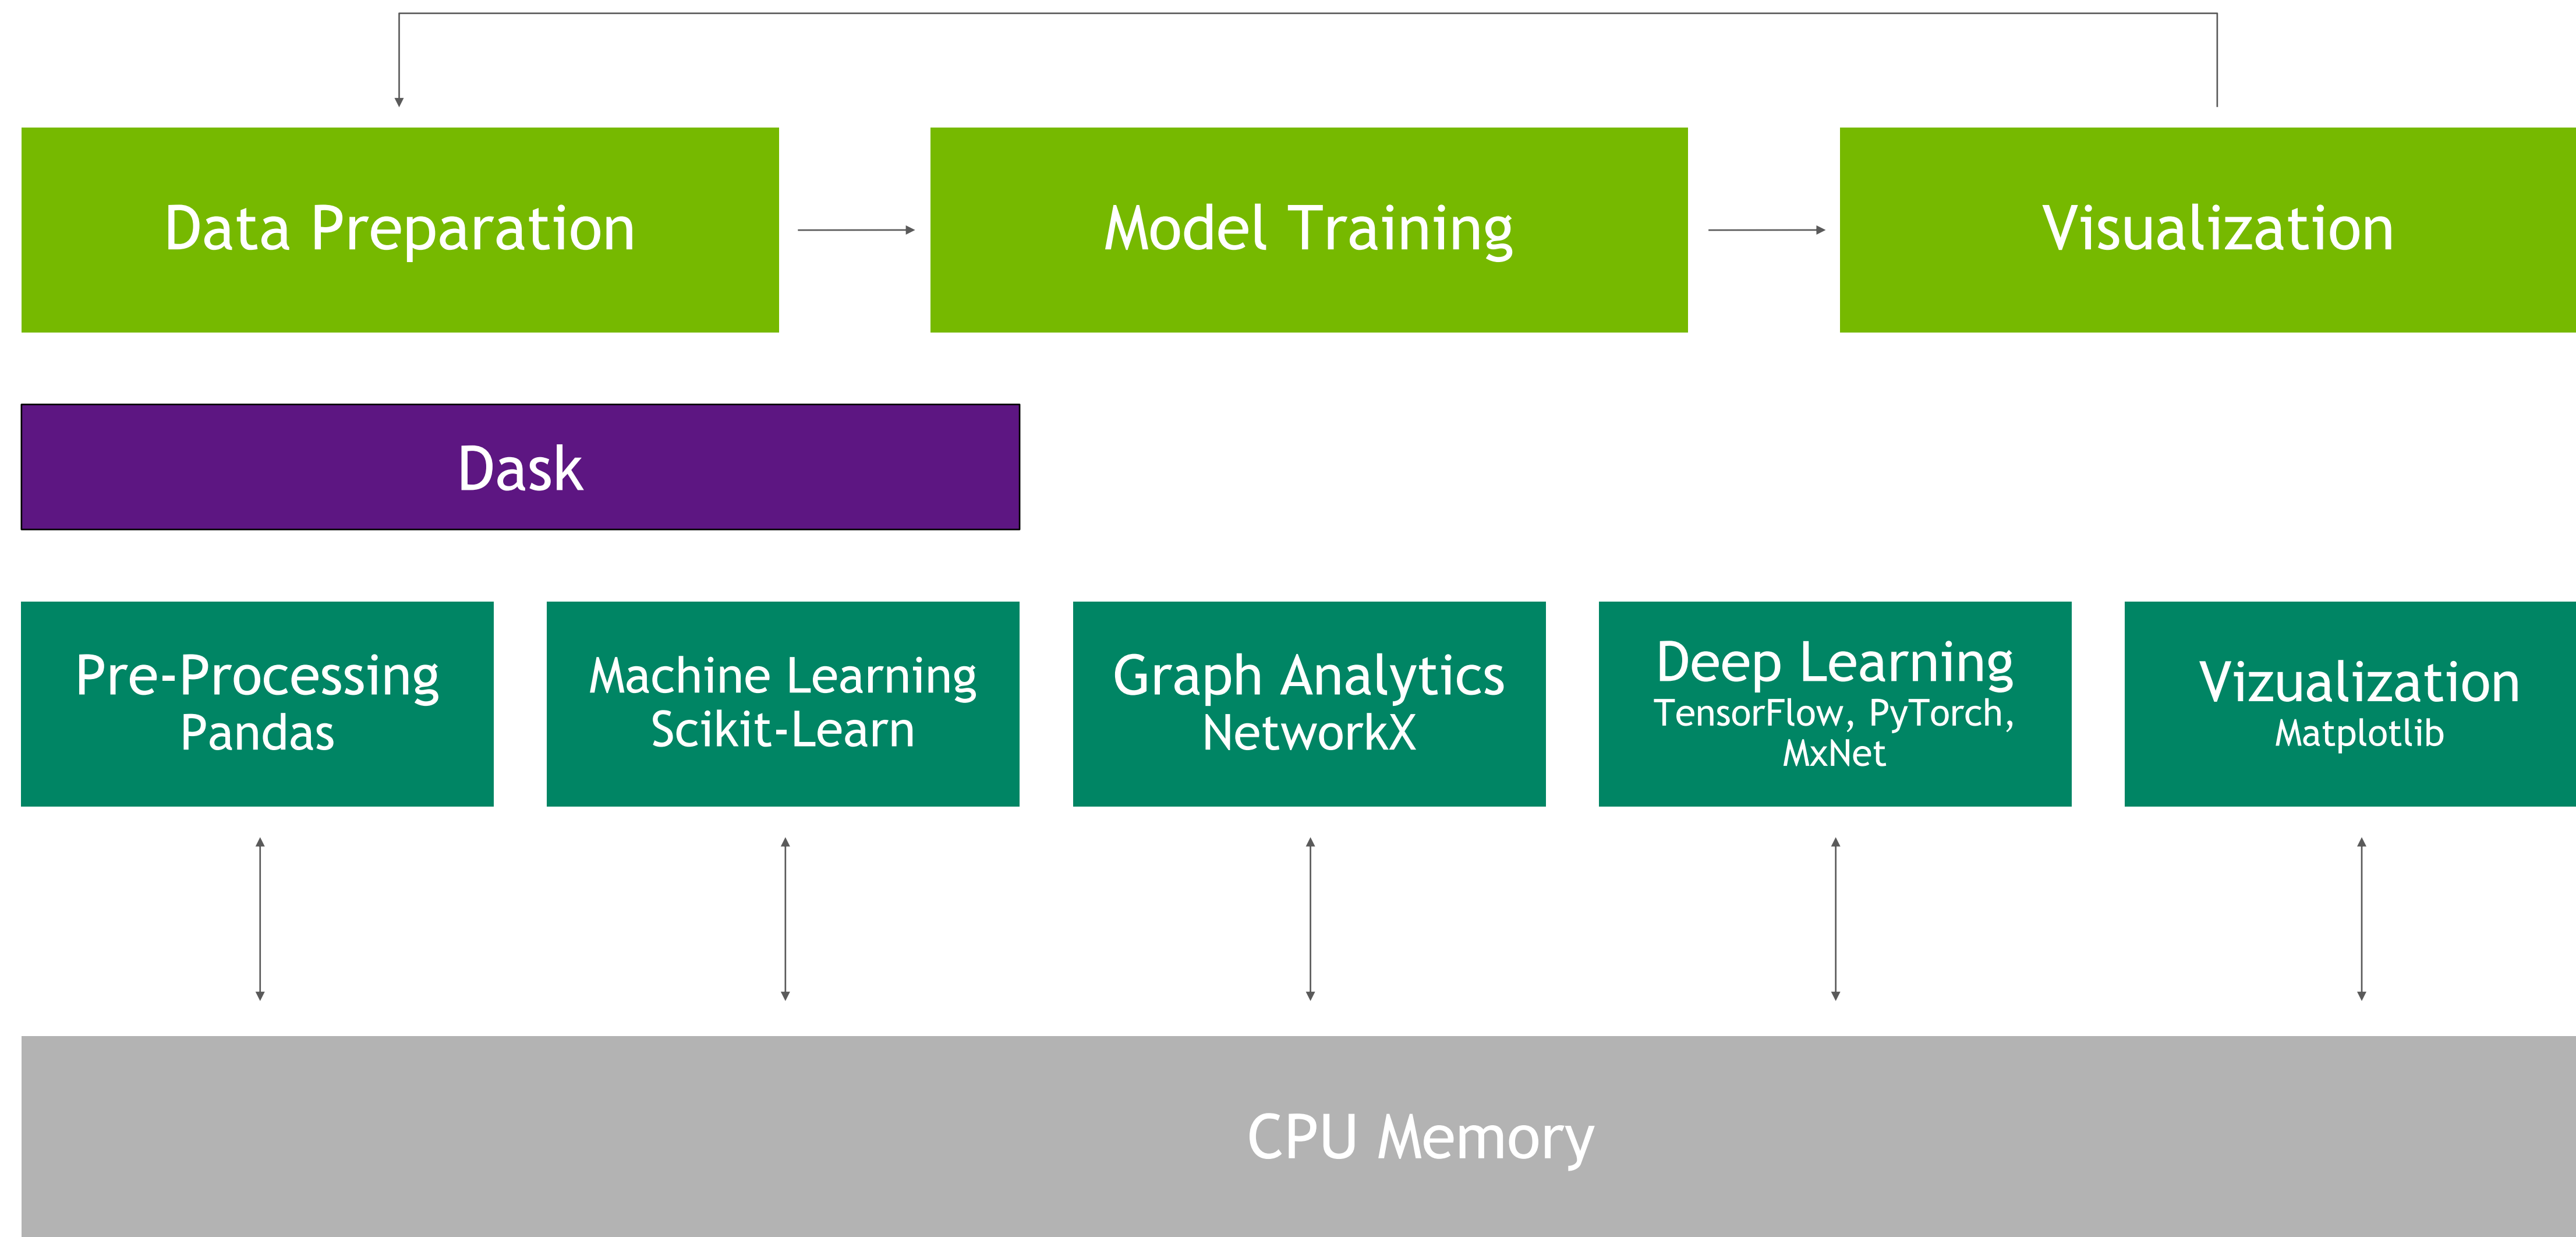 Data Preparation
Model Training
Visualization
Dask
Pre-Processing
Pandas
Machine Learning
Scikit-Learn
Graph Analytics
NetworkX
Deep Learning
TensorFlow, PyTorch,
MxNet
Vizualization
Matplotlib
CPU Memory